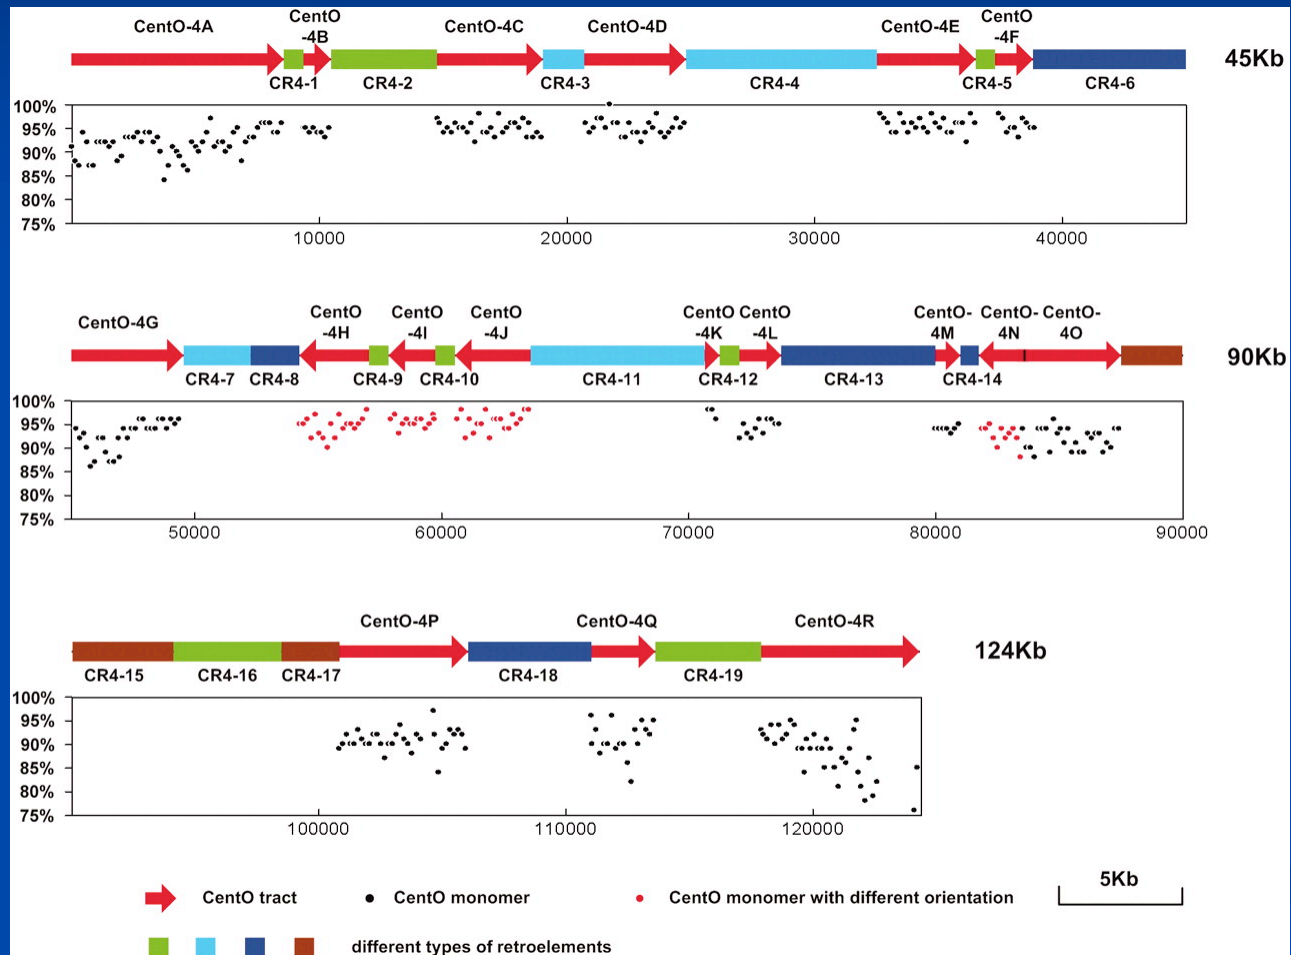 CentO-4A CentO CentO-4C CentO-4D CentO-4E CentO
-4B -4F
45Kb
CR4-1 CR4-2 CR4-3 CR4-4 CR4-5 CR4-6
100%
95%
90%
85%
80%
75%
10000 20000 30000 40000
CentO-4G CentO CentO CentO CentO CentO CentO- CentO- CentO-
-4H -4I -4J -4K -4L 4M 4N 4O
90Kb
CR4-7 CR4-8 CR4-9 CR4-10 CR4-11 CR4-12 CR4-13 CR4-14
100%
95%
90%
85%
80%
75%
50000 60000 70000 80000 90000
CentO-4P CentO-4Q CentO-4R
124Kb
CR4-15 CR4-16 CR4-17 CR4-18 CR4-19
100%
95%
90%
85%
80%
75%
100000 110000 120000
5Kb
CentO tract CentO monomer CentO monomer with different orientation
different types of retroelements